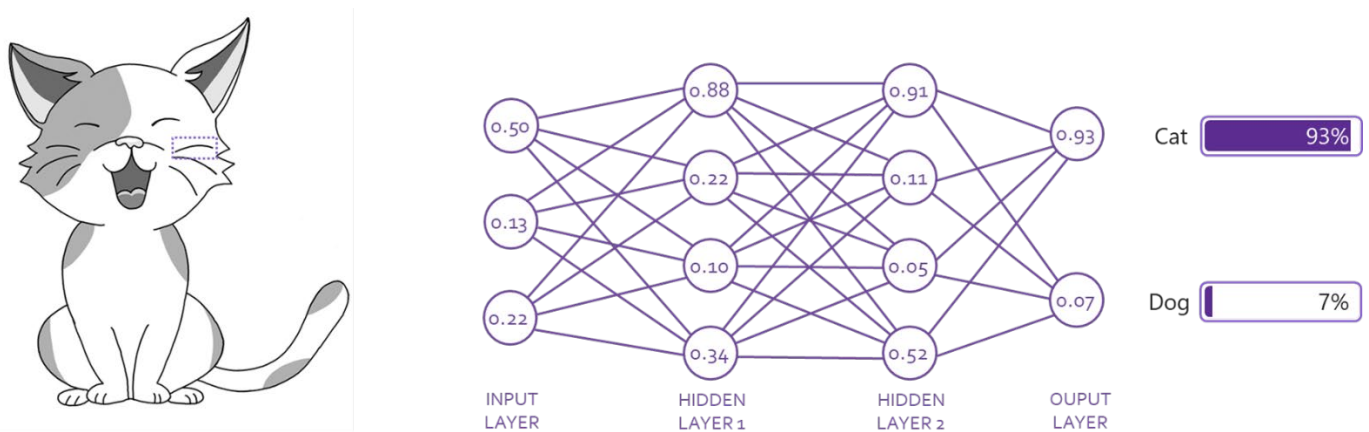 0.50
0.13
0.22
0.88
0.22
0.10
0.34
0.91
0.11
0.05
0.52
0.93
0.07
Cat 93%
Dog 7%
INPUT
LAYER
HIDDEN
LAYER 1
HIDDEN
LAYER 2
OUPUT
LAYER